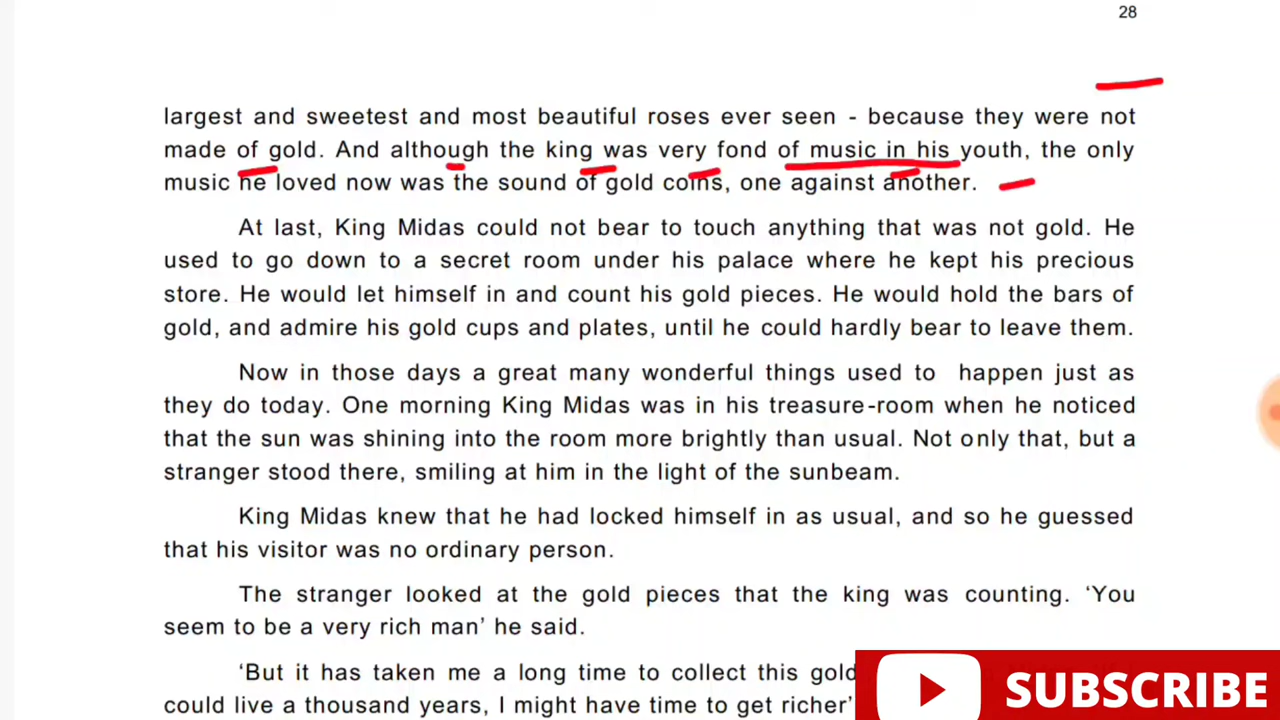 28
largest and sweetest and most beautiful roses ever seen - because they were not
made of gold. And although the king was very fond of music in his youth, the only
music he loved now was the sound of gold coins, one against another.
At last, King Midas could not bear to touch anything that was not gold. He
used to go down to a secret room under his palace where he kept his precious
store. He would let himself in and count his gold pieces. He would hold the bars of
gold, and admire his gold cups and plates, until he could hardly bear to leave them.
Now in those days a great many wonderful things used to happen just as
they do today. One morning King Midas was in his treasure-room when he noticed
that the sun was shining into the room more brightly than usual. Not only that, but a
stranger stood there, smiling at him in the light of the sunbeam.
King Midas knew that he had locked himself in as usual, and so he guessed
that his visitor was no ordinary person.
The stranger looked at the gold pieces that the king was counting. ‘You
seem to be a very rich man’ he said.
‘But it has taken me a long time to collect this gold
could live a thousand years, I might have time to get richer’
SUBSCRIBE